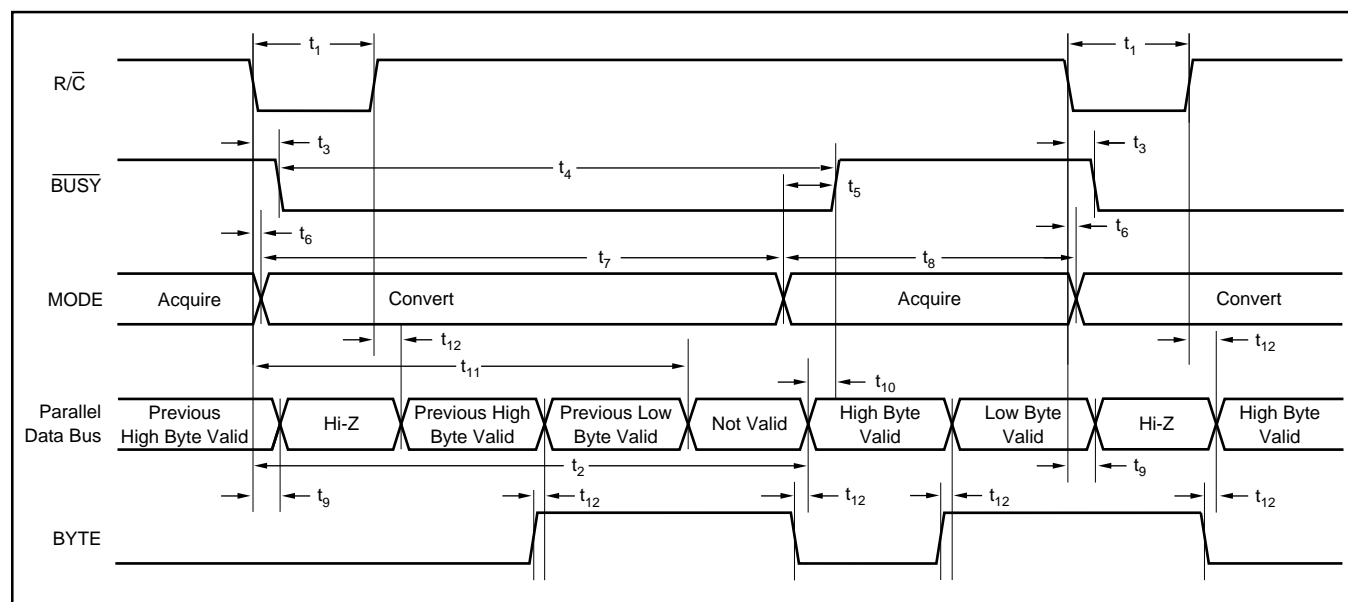 t1
t1
R/C̅
t3
t3
t4
B̅U̅S̅Y̅
t5
t6
t6
t7
t8
MODE
Acquire
Convert
Acquire
Convert
t12
t12
t11
t10
Parallel
Data Bus
Previous
High Byte Valid
Hi-Z
Previous High
Byte Valid
Previous Low
Byte Valid
Not Valid
High Byte
Valid
Low Byte
Valid
Hi-Z
High Byte
Valid
t2
t9
t9
t12
t12
t12
t12
BYTE